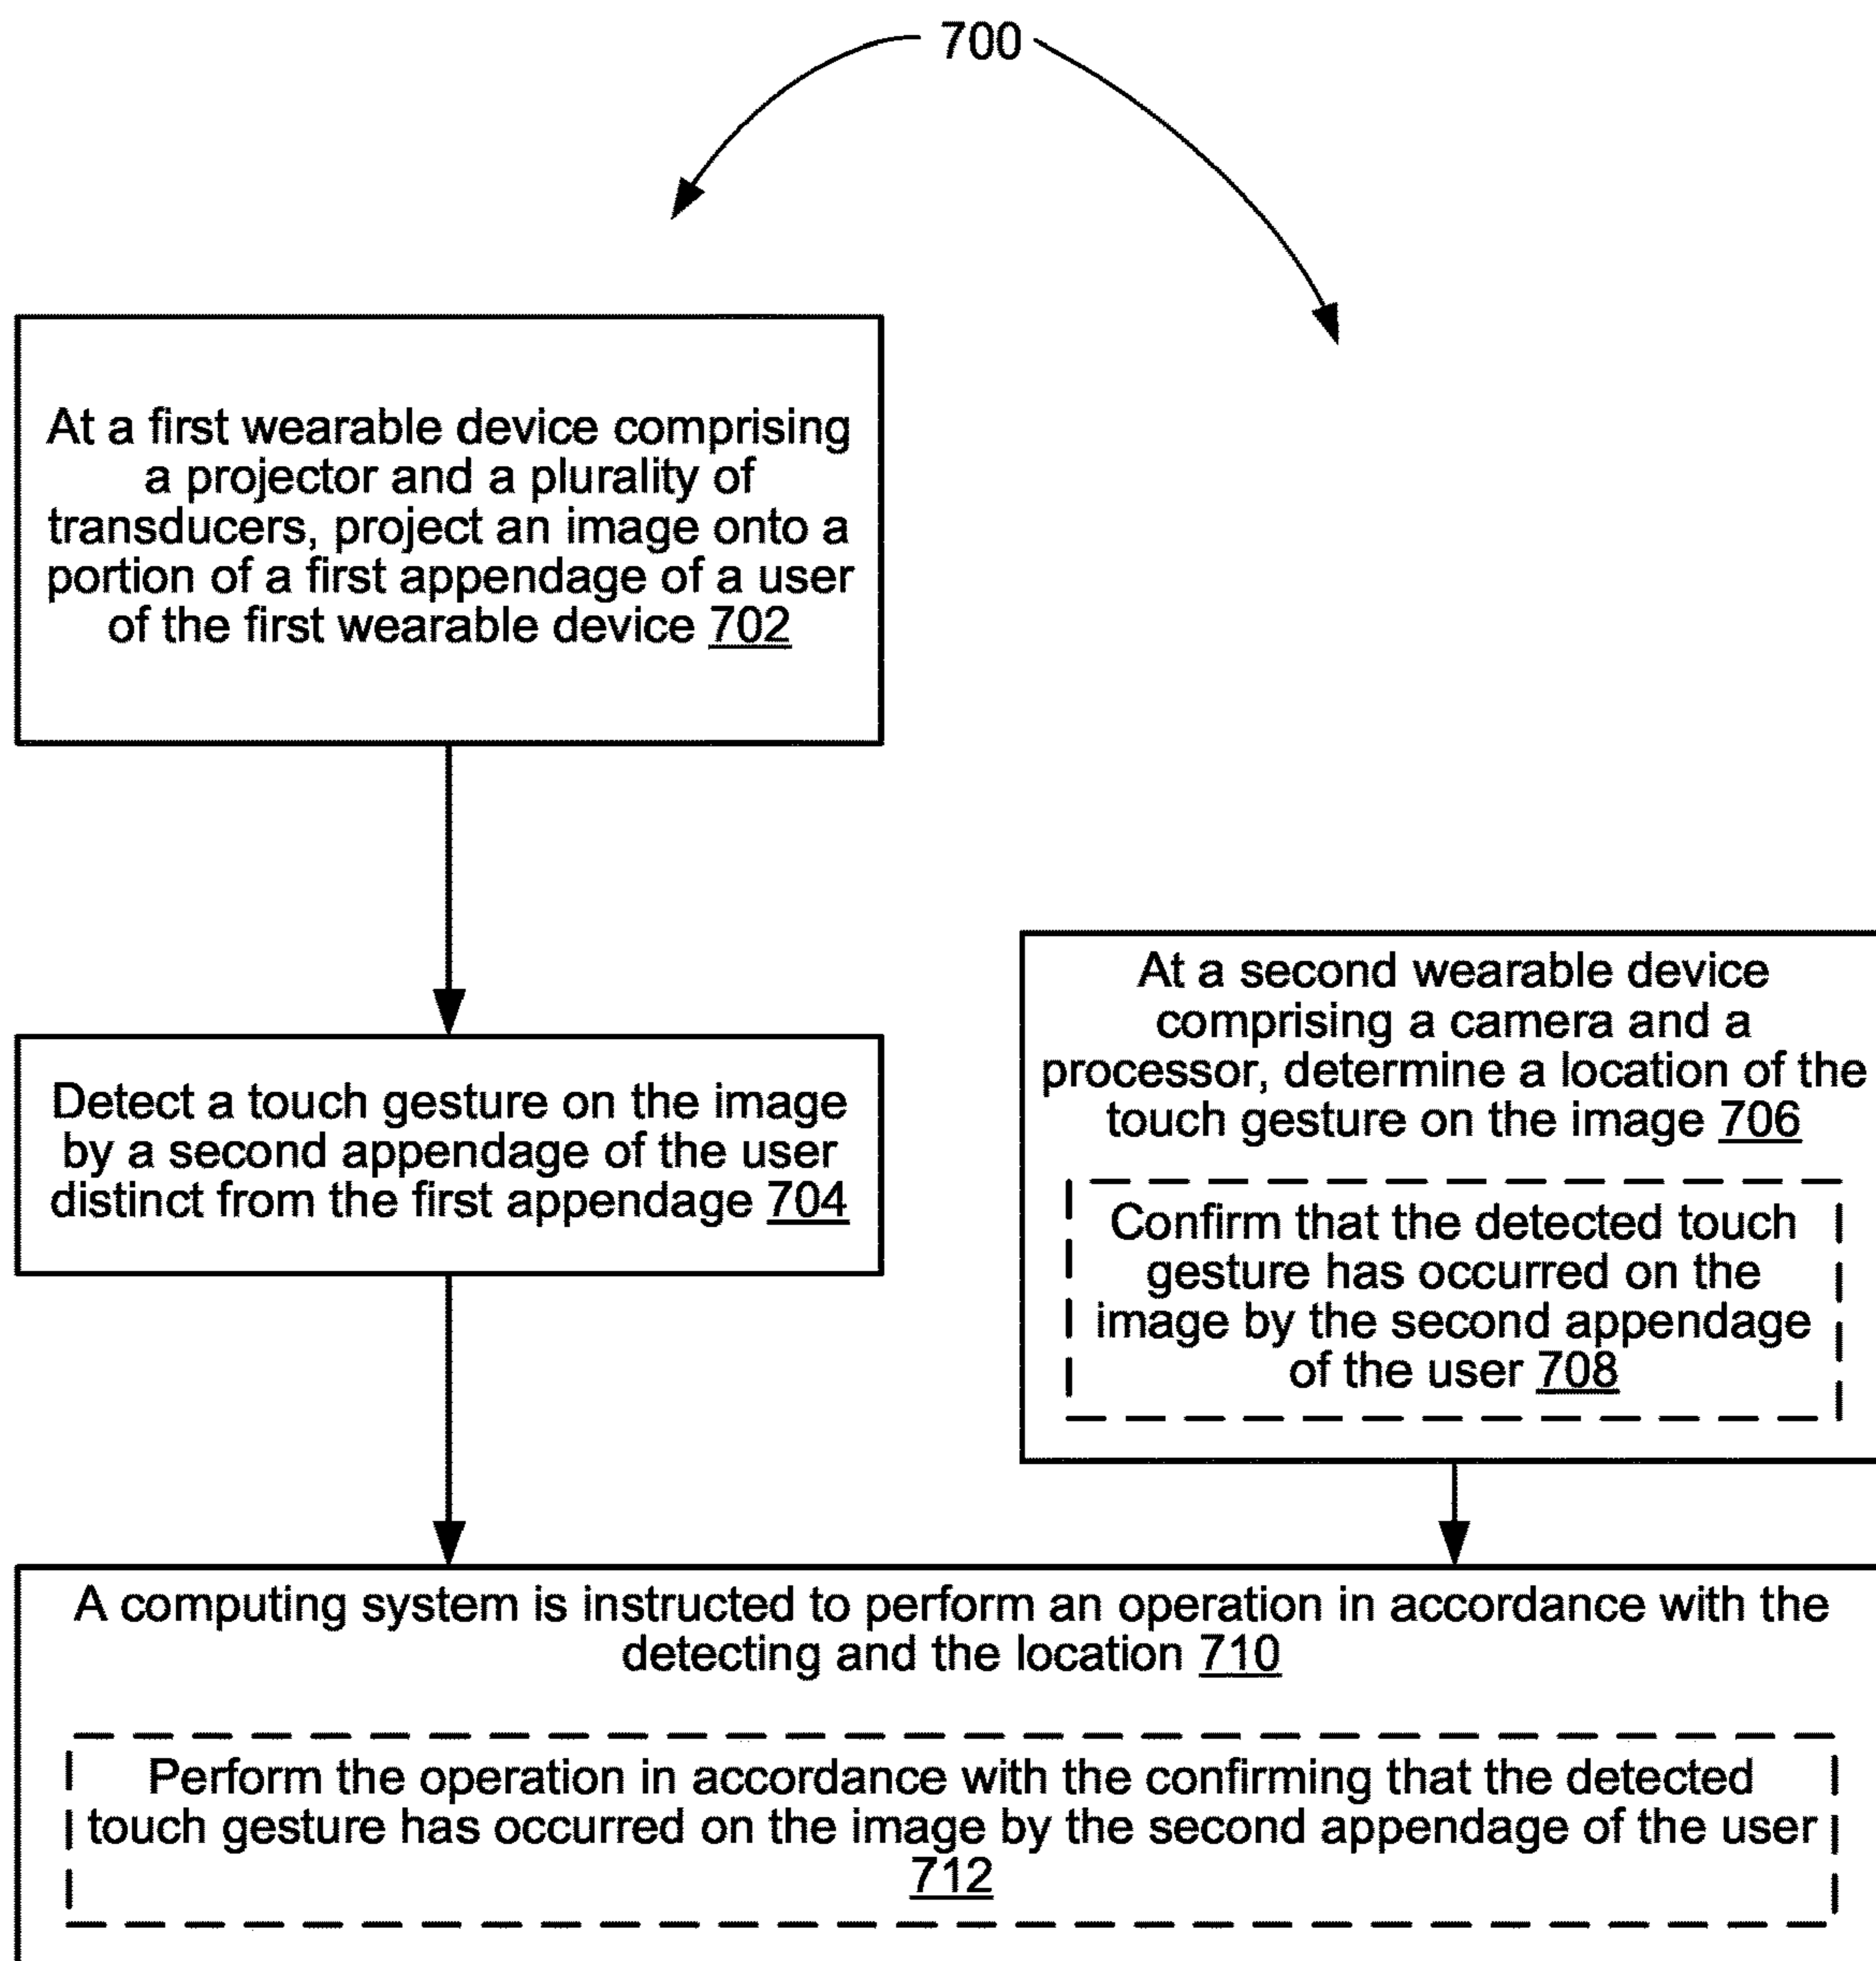 700
At a first wearable device comprising
a projector and a plurality of
transducers, project an image onto a
portion of a first appendage of a user
of the first wearable device 702
Detect a touch gesture on the image
by a second appendage of the user
distinct from the first appendage 704
At a second wearable device
comprising a camera and a
processor, determine a location of the
touch gesture on the image 706
Confirm that the detected touch
gesture has occurred on the
image by the second appendage
of the user 708
A computing system is instructed to perform an operation in accordance with the
detecting and the location 710
Perform the operation in accordance with the confirming that the detected
touch gesture has occurred on the image by the second appendage of the user
712